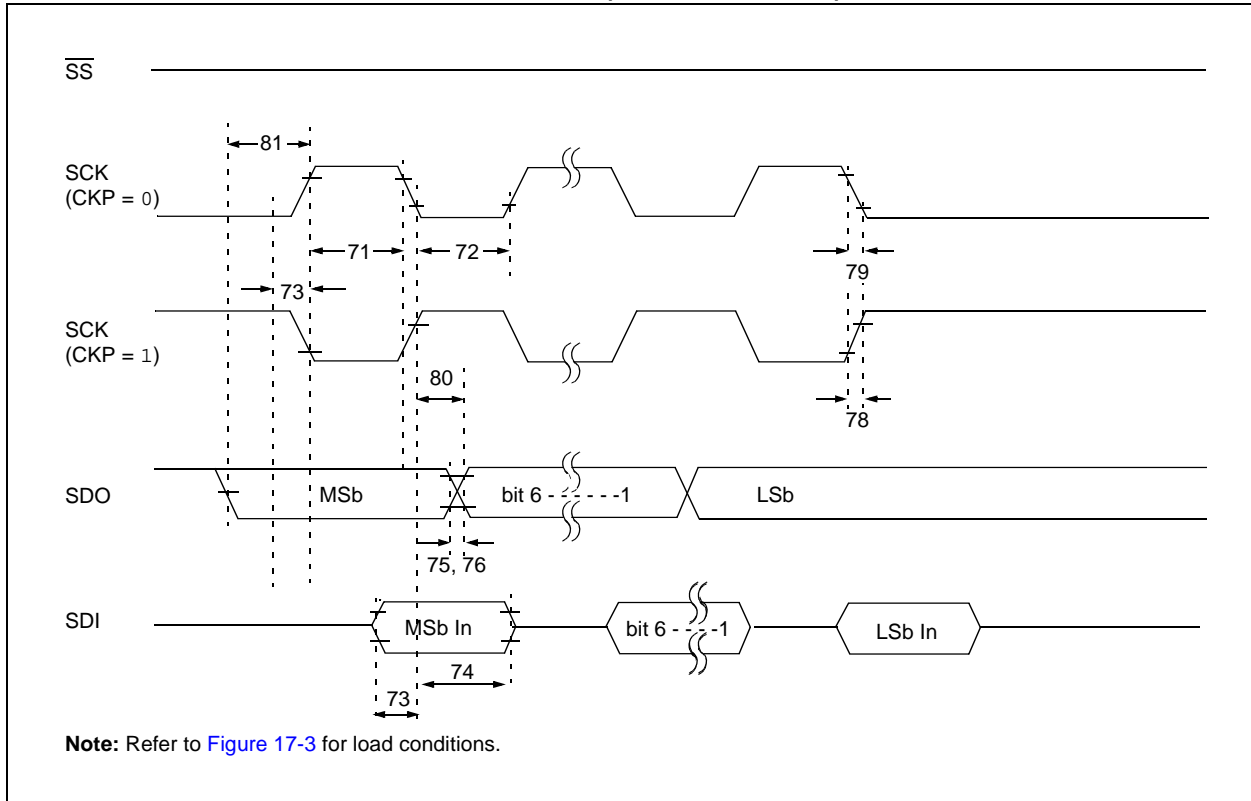 SS
81
SCK
(CKP = 0)
71
72
79
73
SCK
(CKP = 1)
80
78
SDO
MSb
bit 6 - - - - - -1
LSb
75, 76
SDI
MSb In
bit 6 - - - -1
LSb In
74
73
Note: Refer to Figure 17-3 for load conditions.